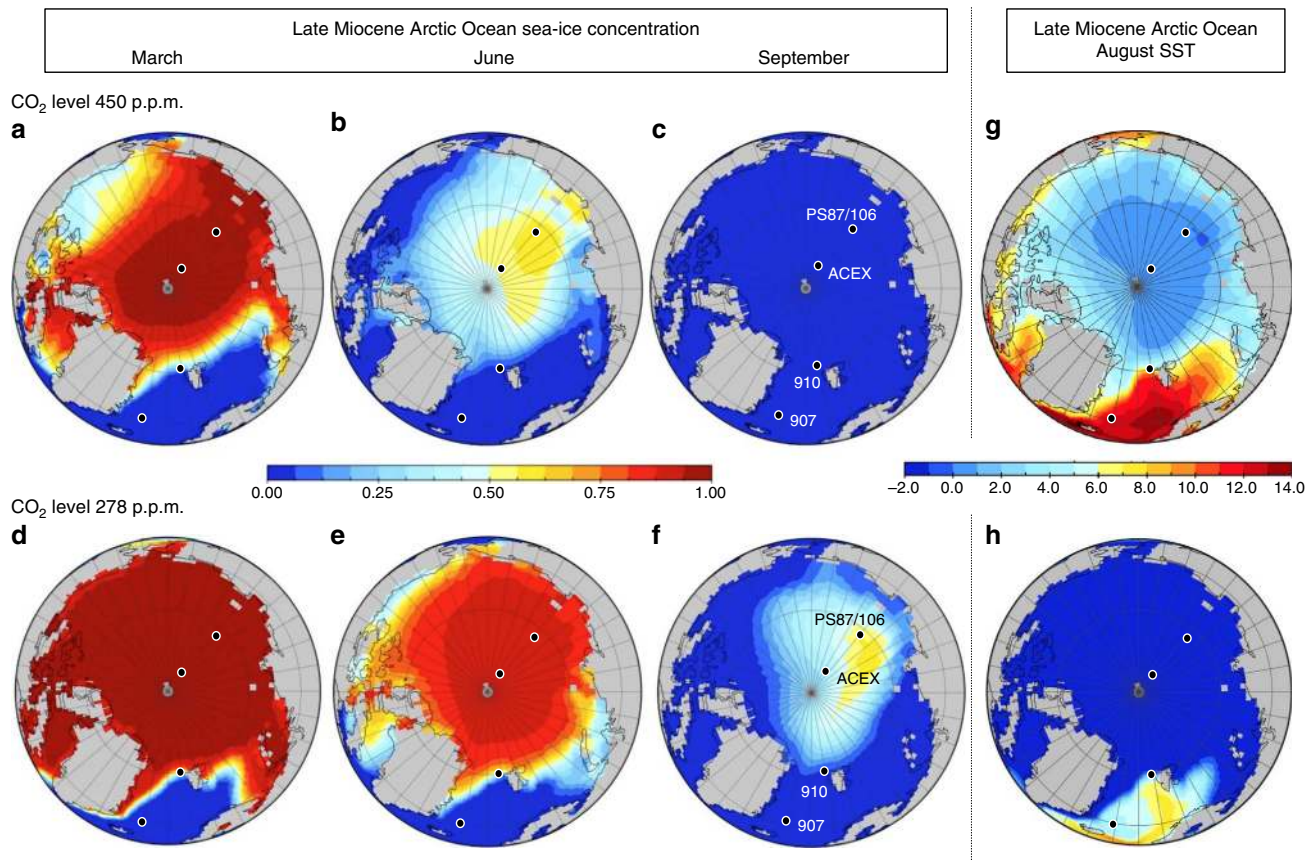 Late Miocene Arctic Ocean sea-ice concentration
March June September
Late Miocene Arctic Ocean
August SST
CO₂ level 450 p.p.m.
a b c g
PS87/106
ACEX
910
907
0.00 0.25 0.50 0.75 1.00
–2.0 0.0 2.0 4.0 6.0 8.0 10.0 12.0 14.0
CO₂ level 278 p.p.m.
d e f h
PS87/106
ACEX
910
907